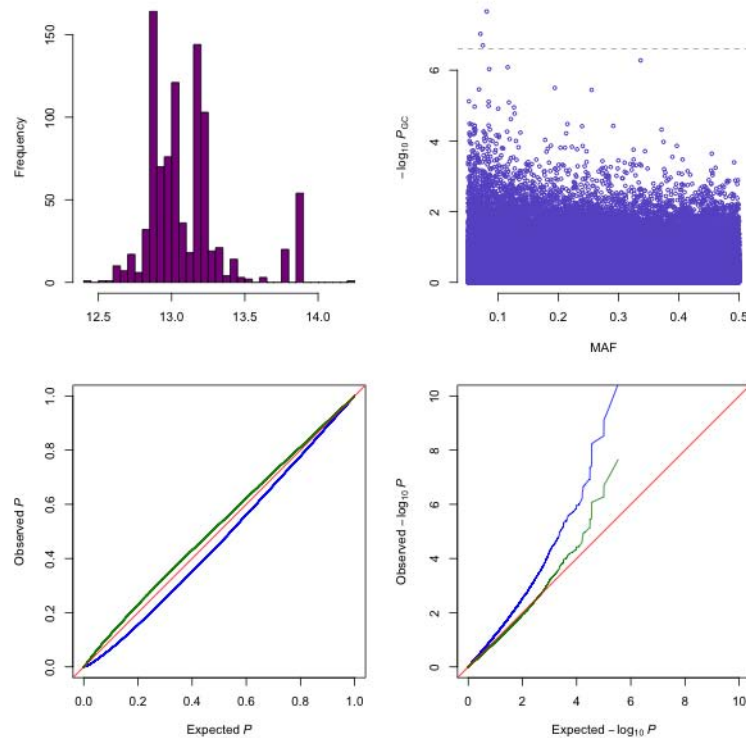 Frequency
150
100
50
0
12.5 13.0 13.5 14.0
− log₁₀ P_GC
6
4
2
0
0.1 0.2 0.3 0.4 0.5
MAF
Observed P
1.0
0.8
0.6
0.4
0.2
0.0
0.0 0.2 0.4 0.6 0.8 1.0
Expected P
Observed − log₁₀ P
10
8
6
4
2
0
0 2 4 6 8 10
Expected − log₁₀ P